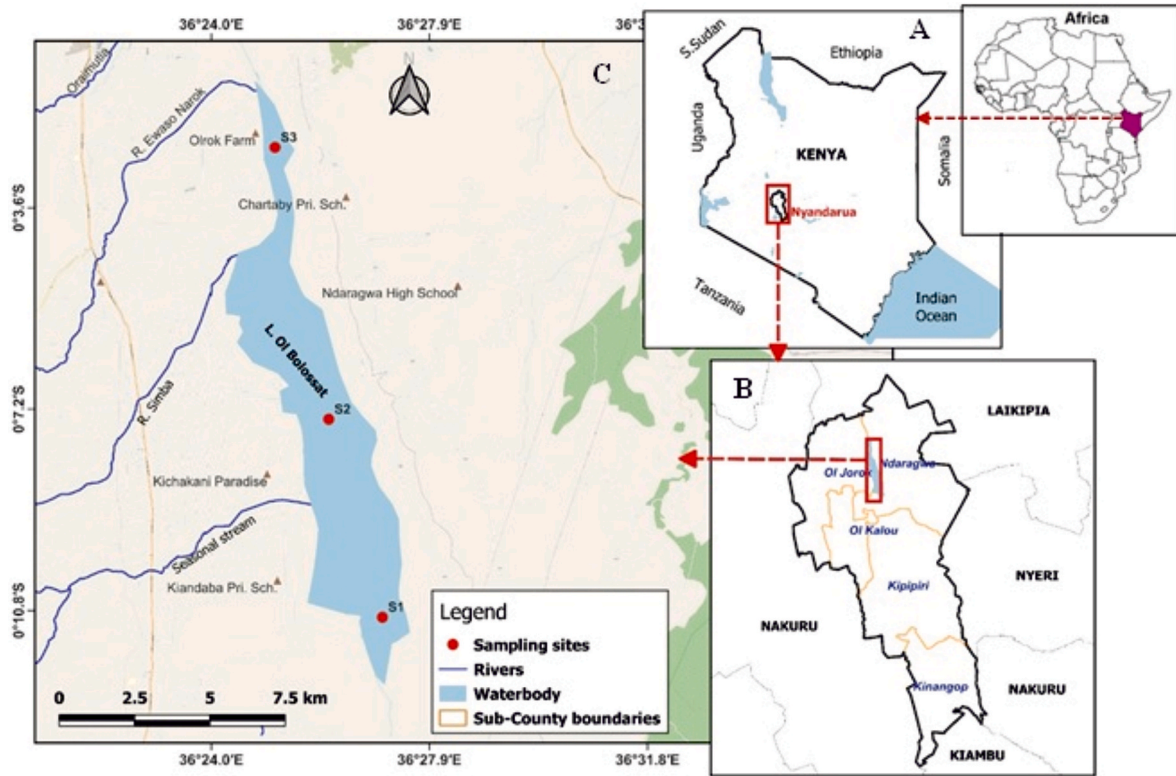 36°24.0'E
36°27.9'E
C
N
Oraimutia
R. Ewaso Narok
Olrok Farm
S3
Chartaby Pri. Sch.
Ndaragwa High School
L. Ol Bolossat
R. Simba
S2
Kichakani Paradise
Seasonal stream
Kiandaba Pri. Sch.
S1
0°3.6'S
0°7.2'S
0°10.8'S
0 2.5 5 7.5 km
Legend
Sampling sites
Rivers
Waterbody
Sub-County boundaries
36°24.0'E
36°27.9'E
36°31.8'E
A
S.Sudan
Ethiopia
Uganda
KENYA
Somalia
Nyandarua
Tanzania
Indian
Ocean
Africa
B
LAIKIPIA
Ndaragwa
Ol Jorok
Ol Kalou
Kipipiri
NYERI
NAKURU
Kinangop
NAKURU
KIAMBU